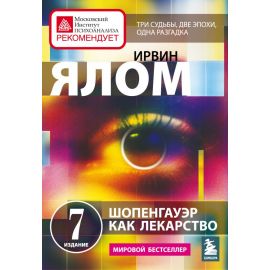 Московский
Институт
ПСИХОАНАЛИЗА
РЕКОМЕНДУЕТ
ТРИ СУДЬБЫ, ДВЕ ЭПОХИ,
ОДНА РАЗГАДКА
ИРВИН
ЯЛОМ
7
ИЗДАНИЕ
ШОПЕНГАУЭР
КАК ЛЕКАРСТВО
МИРОВОЙ БЕСТСЕЛЛЕР
БОМБОРА